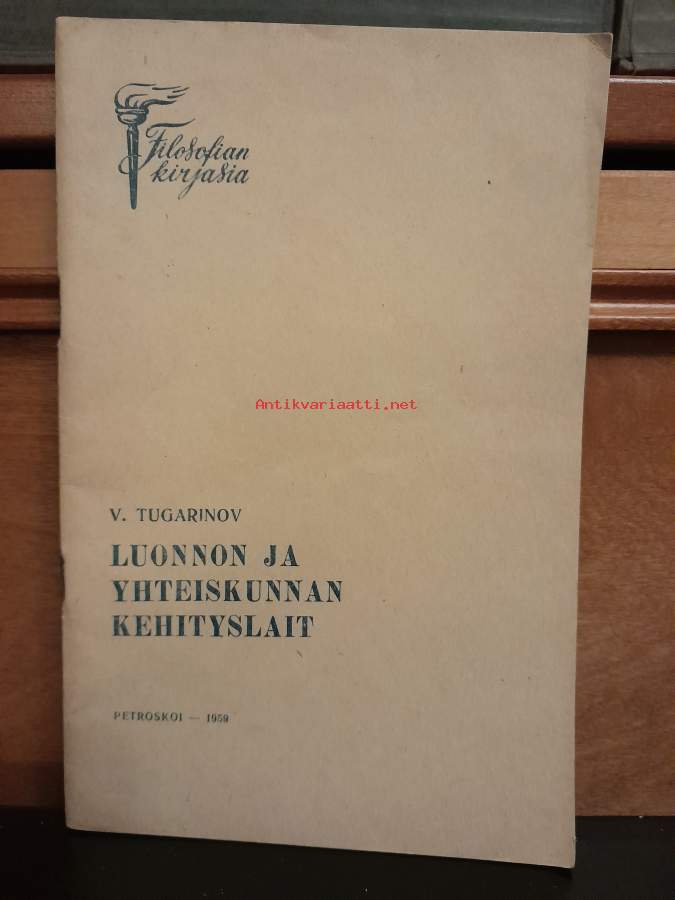 Filosofian
kirjasia
Antikvariaatti.net
V. TUGARINOV
LUONNON JA
YHTEISKUNNAN
KEHITYSLAIT
PETROSKOI — 1959